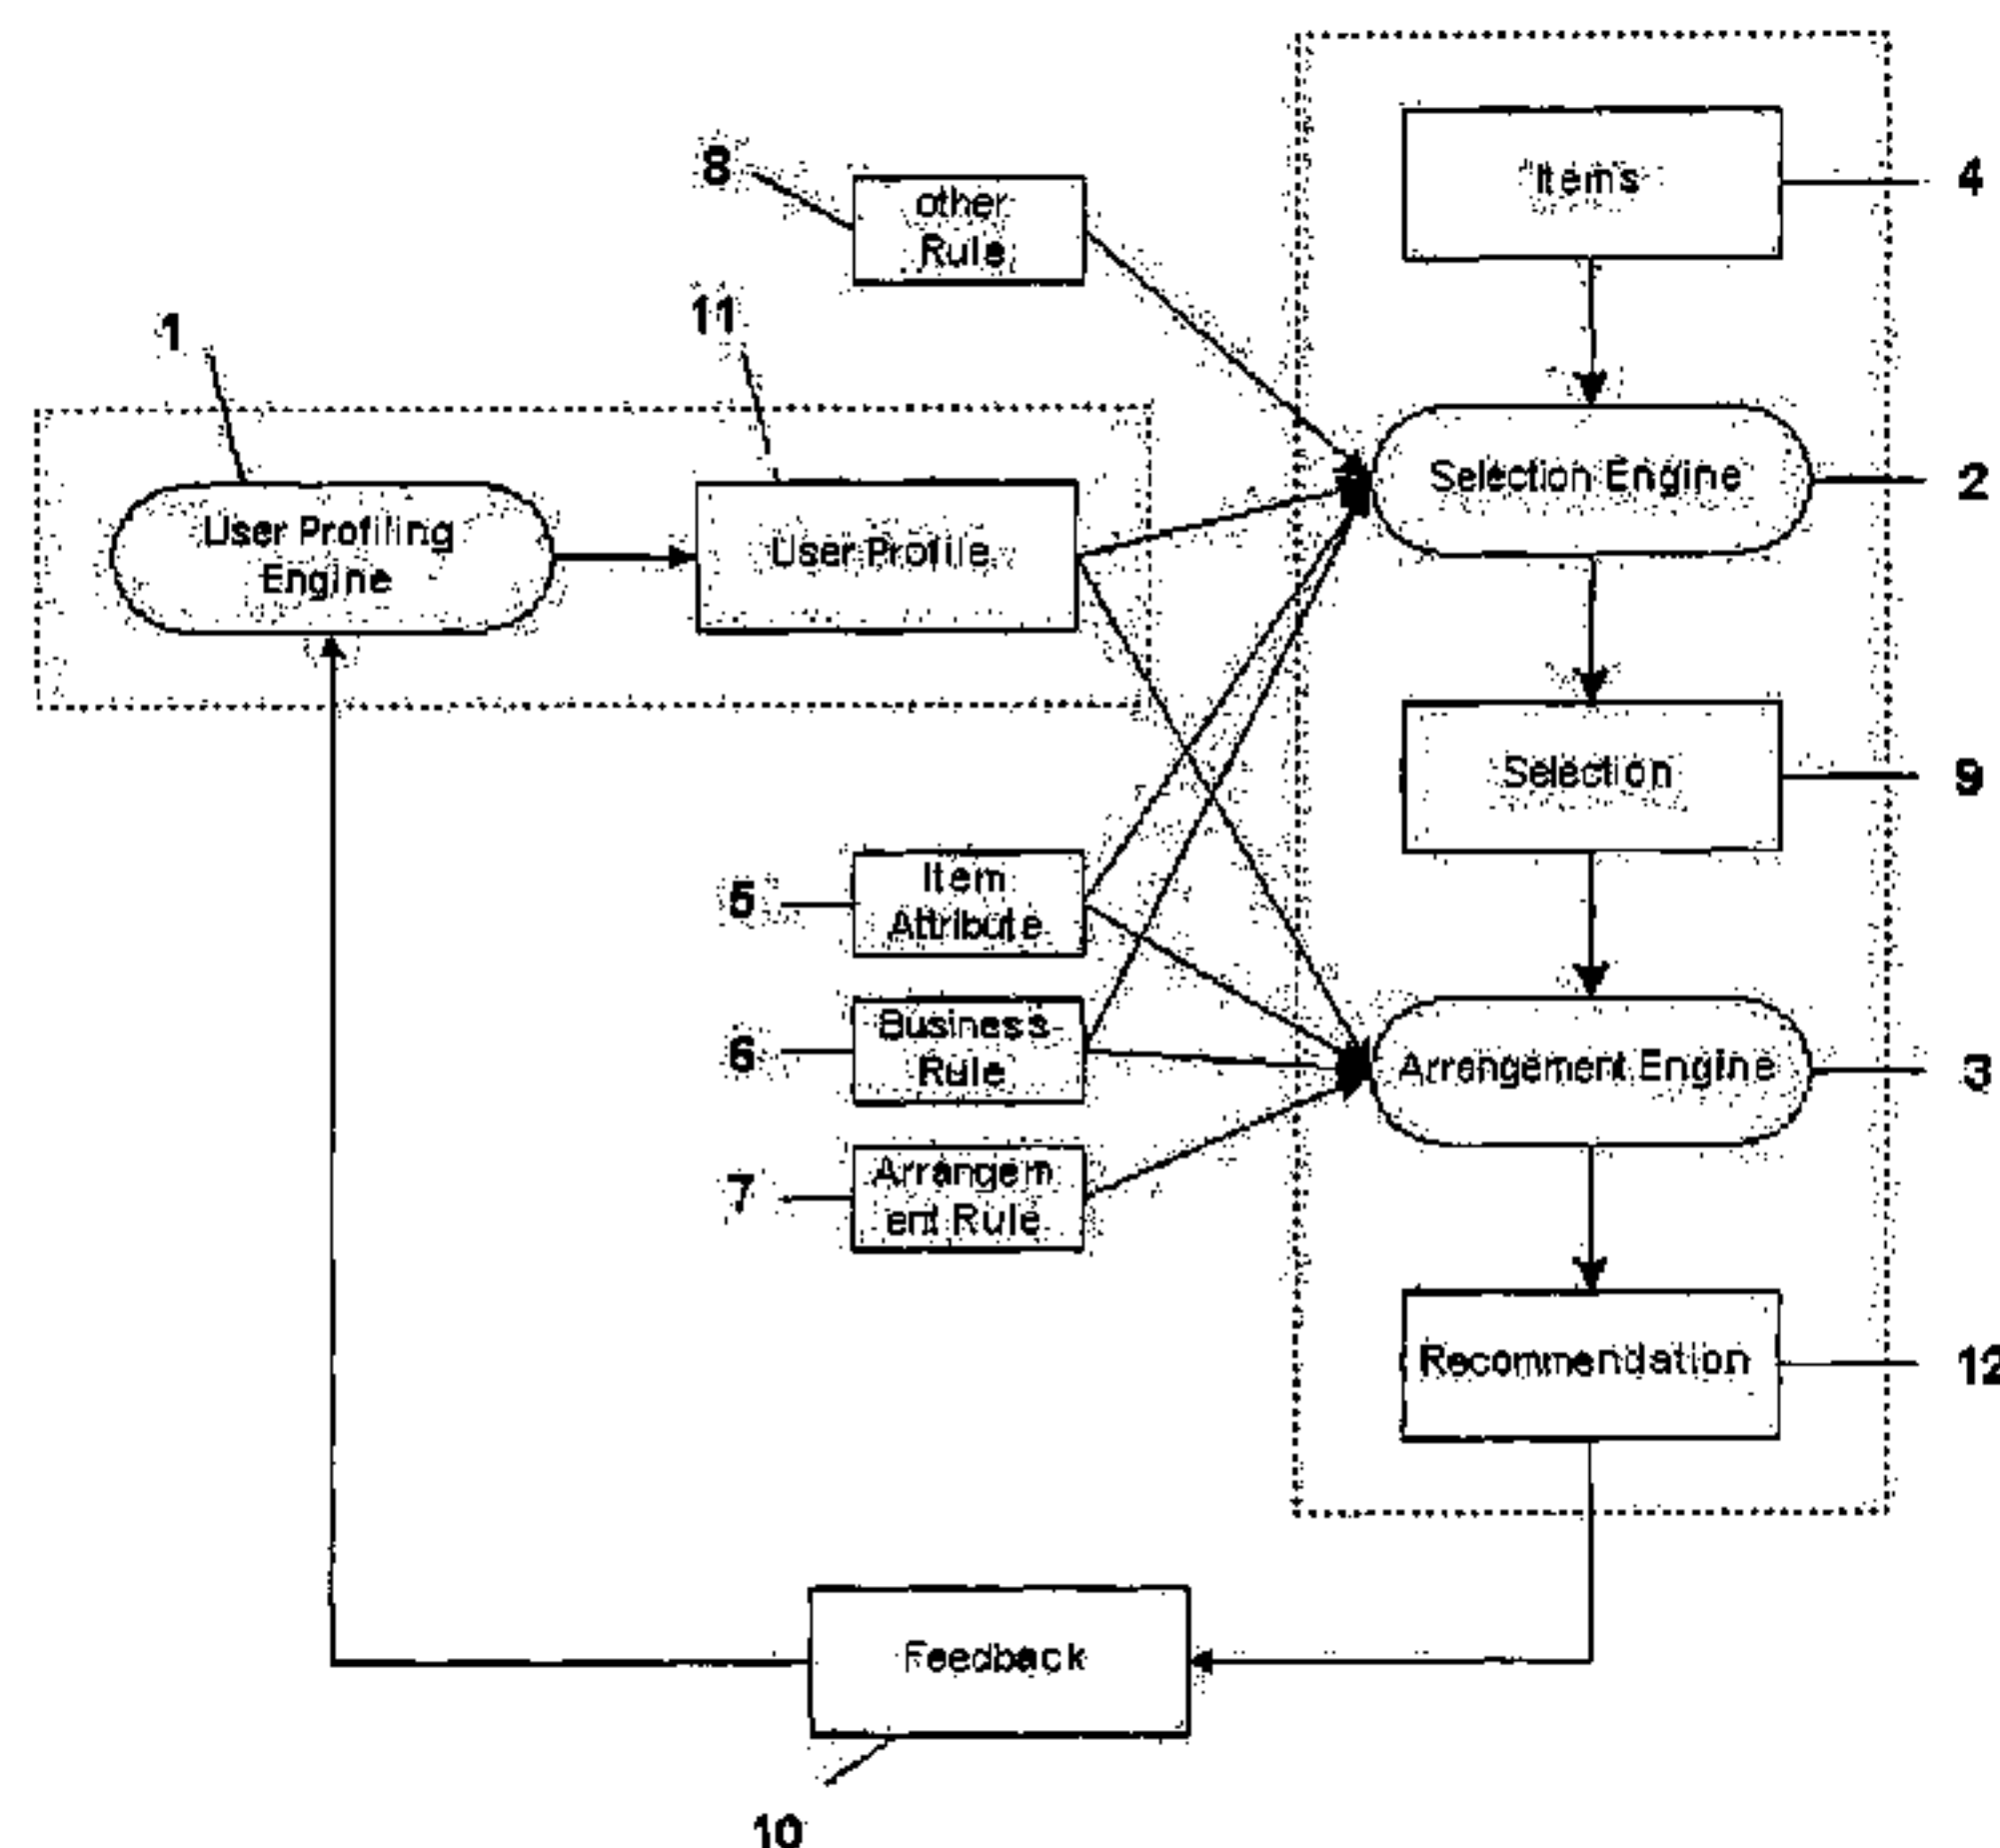 Items
4
8
other
Rule
11
1
Selection Engine
2
User Profiling
Engine
User Profile
Selection
9
5
Item
Attribute
6
Business
Rule
Arrangement Engine
3
7
Arrangem
ent Rule
Recommendation
12
Feedback
10